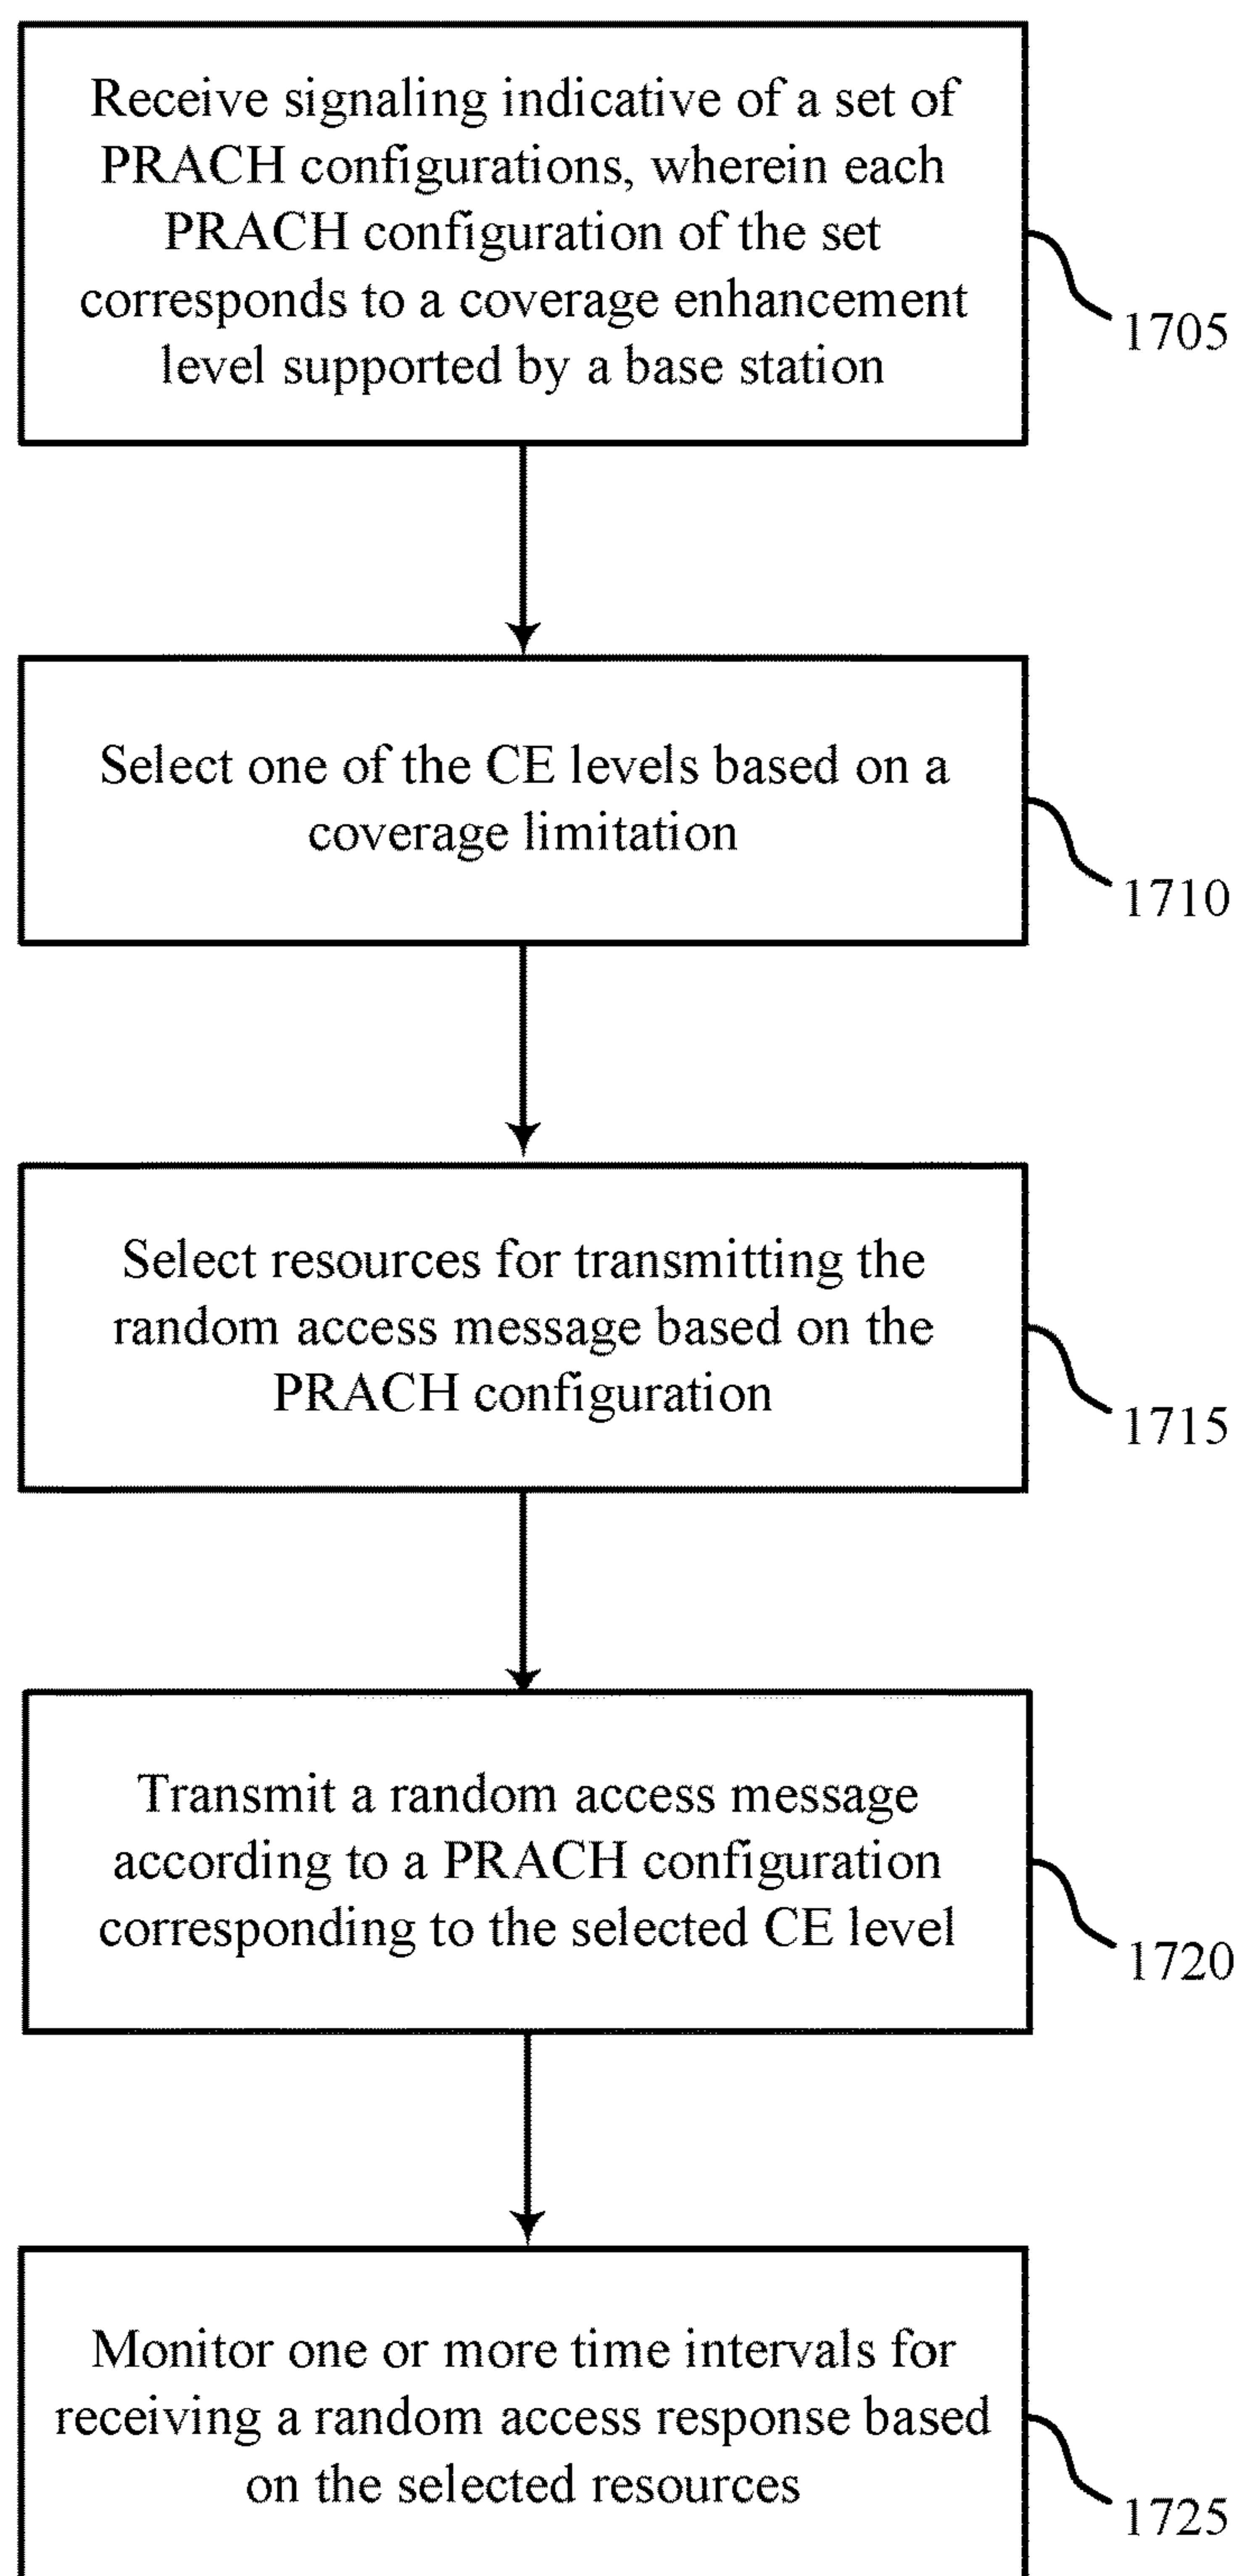 Receive signaling indicative of a set of
PRACH configurations, wherein each
PRACH configuration of the set
corresponds to a coverage enhancement
level supported by a base station
1705
Select one of the CE levels based on a
coverage limitation
1710
Select resources for transmitting the
random access message based on the
PRACH configuration
1715
Transmit a random access message
according to a PRACH configuration
corresponding to the selected CE level
1720
Monitor one or more time intervals for
receiving a random access response based
on the selected resources
1725